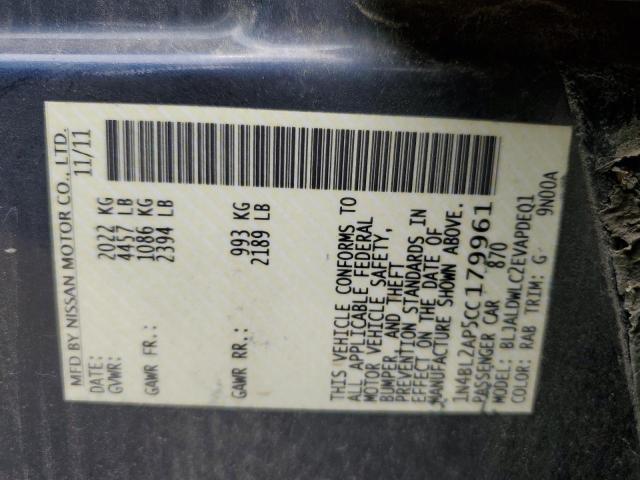 MFD BY NISSAN MOTOR CO., LTD.
DATE: 11/11
GVWR: 2022 KG
4457 LB
GAWR FR.: 1086 KG
2394 LB
GAWR RR.: 993 KG
2189 LB
THIS VEHICLE CONFORMS TO
ALL APPLICABLE FEDERAL
MOTOR VEHICLE SAFETY,
BUMPER, AND THEFT
PREVENTION STANDARDS IN
EFFECT ON THE DATE OF
MANUFACTURE SHOWN ABOVE.
1N4BL2AP5CC179961
PASSENGER CAR 870
MODEL: BLJALDWLCZEVAPDEQ1
COLOR: RAB TRIM: G 9N00A